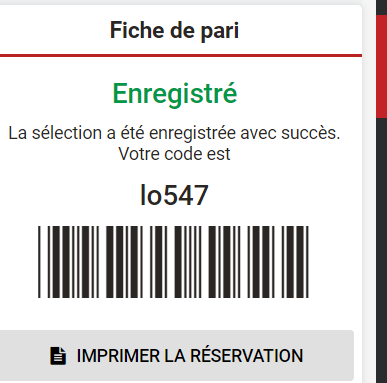 Fiche de pari
Enregistré
La sélection a été enregistrée avec succès.
Votre code est
lo547
IMPRIMER LA RÉSERVATION